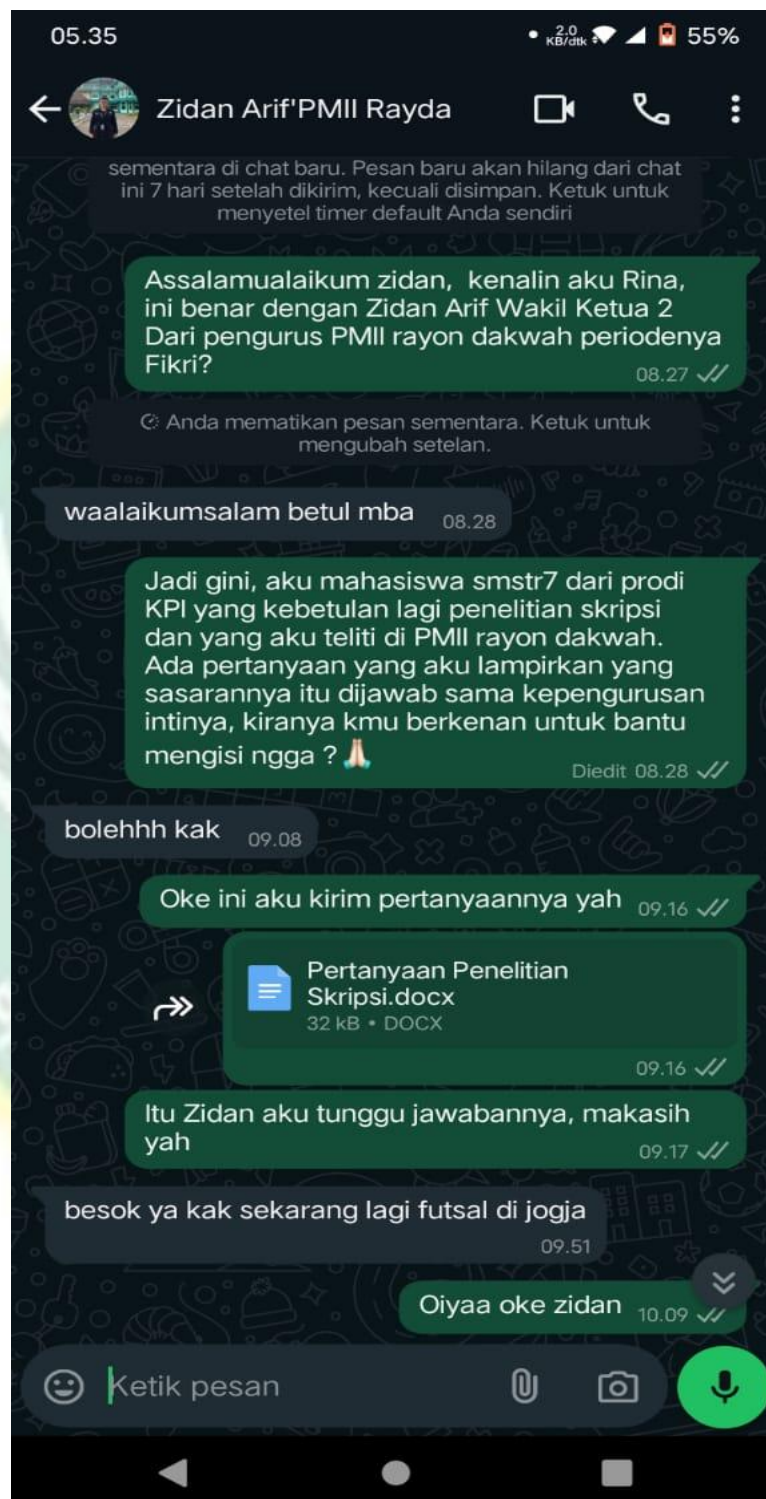 05.35
2.0
KB/dtk
55%
Zidan Arif'PMII Rayda
sementara di chat baru. Pesan baru akan hilang dari chat
ini 7 hari setelah dikirim, kecuali disimpan. Ketuk untuk
menyetel timer default Anda sendiri
Assalamualaikum zidan, kenalin aku Rina,
ini benar dengan Zidan Arif Wakil Ketua 2
Dari pengurus PMII rayon dakwah periodenya
Fikri?
08.27
Anda mematikan pesan sementara. Ketuk untuk
mengubah setelan.
waalaikumsalam betul mba 08.28
Jadi gini, aku mahasiswa smstr7 dari prodi
KPI yang kebetulan lagi penelitian skripsi
dan yang aku teliti di PMII rayon dakwah.
Ada pertanyaan yang aku lampirkan yang
sasarannya itu dijawab sama kepengurusan
intinya, kiranya kmu berkenan untuk bantu
mengisi ngga ?🙏🏻
Diedit 08.28
bolehhh kak 09.08
Oke ini aku kirim pertanyaannya yah 09.16
Pertanyaan Penelitian
Skripsi.docx
32 kB • DOCX
09.16
Itu Zidan aku tunggu jawabannya, makasih
yah
09.17
besok ya kak sekarang lagi futsal di jogja
09.51
Oiyaa oke zidan 10.09
Ketik pesan